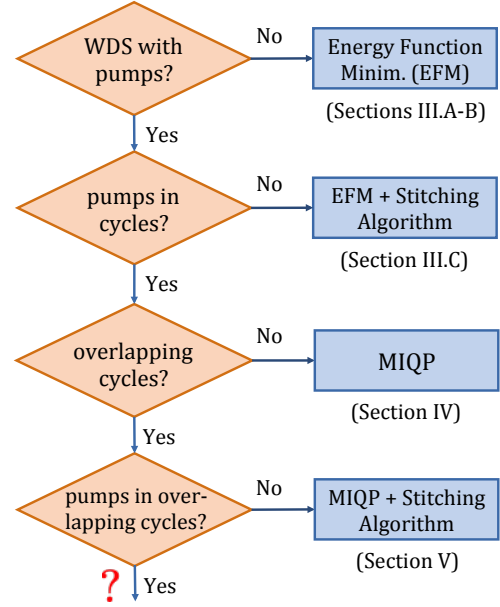 WDS with
pumps?
No
Energy Function
Minim. (EFM)
(Sections III.A-B)
Yes
pumps in
cycles?
No
EFM + Stitching
Algorithm
(Section III.C)
Yes
overlapping
cycles?
No
MIQP
(Section IV)
Yes
pumps in over-
lapping cycles?
No
MIQP + Stitching
Algorithm
(Section V)
?
Yes